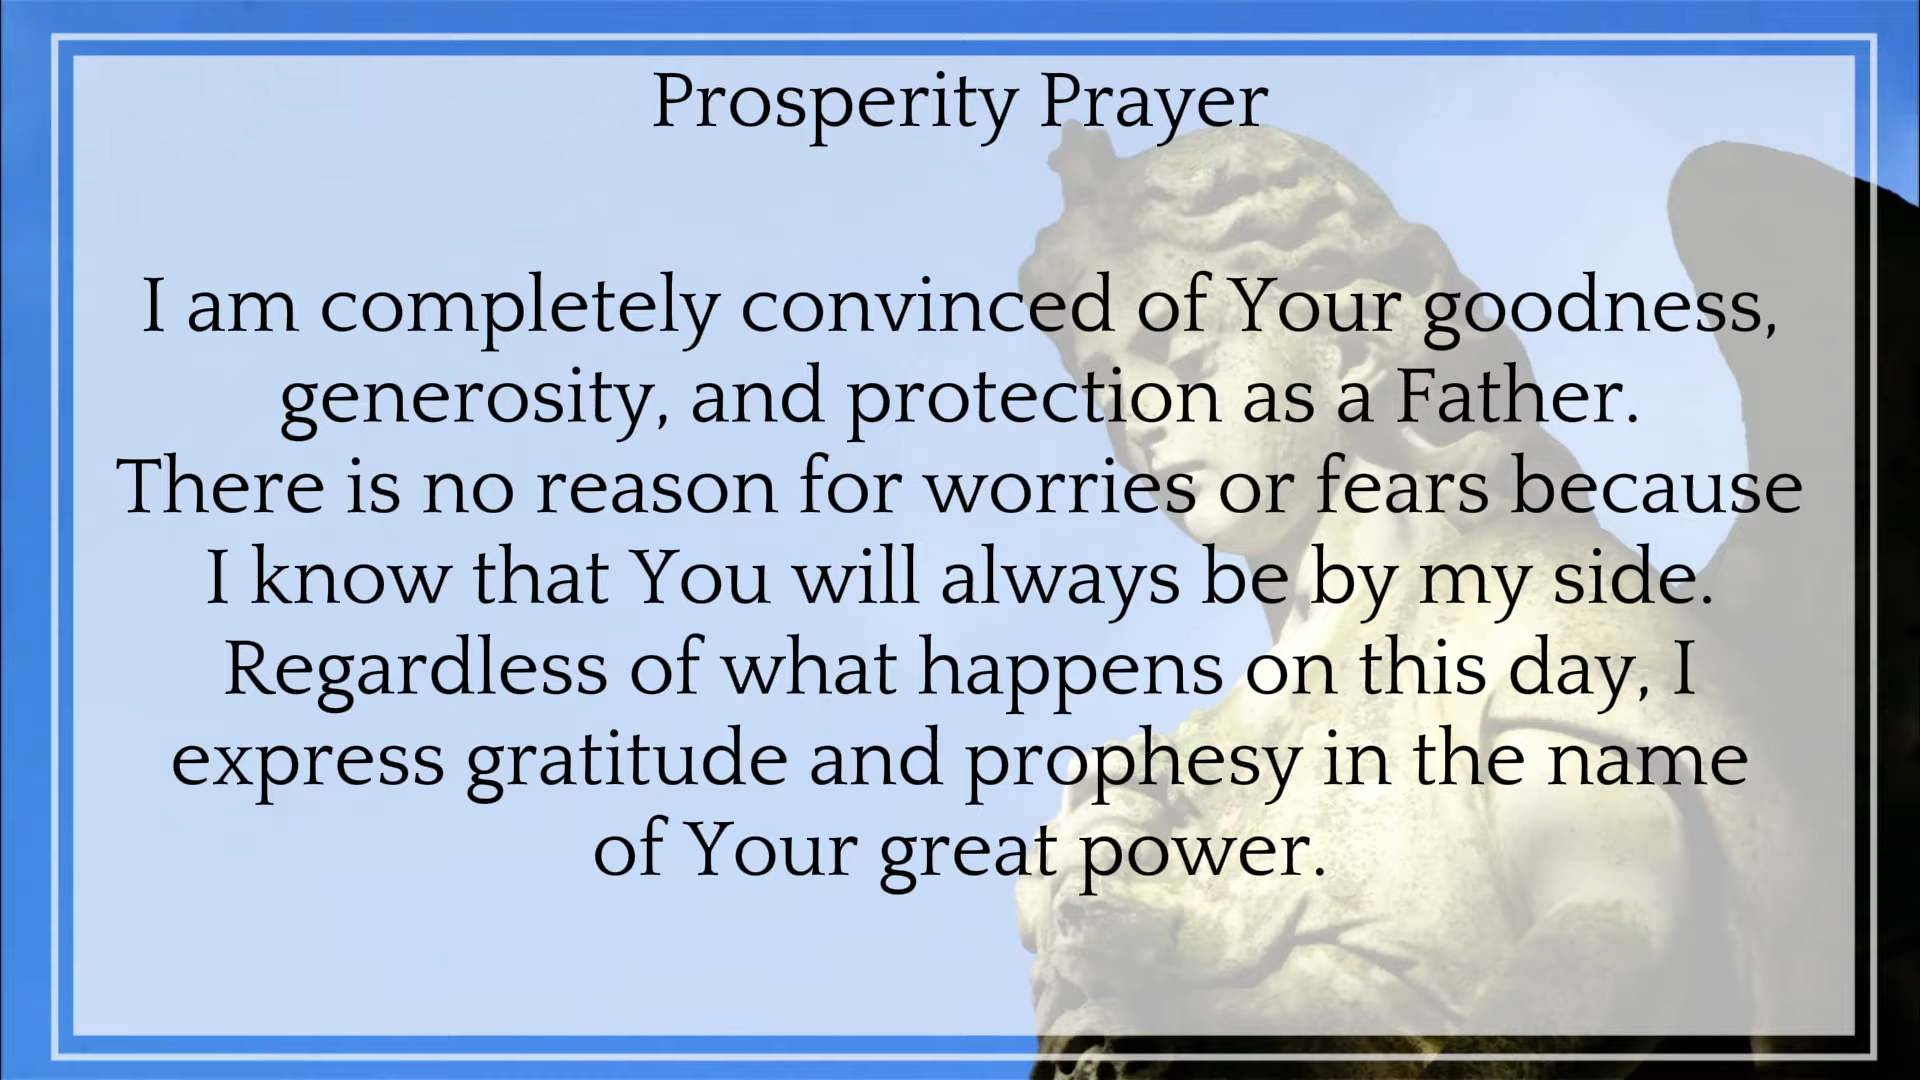 Prosperity Prayer
I am completely convinced of Your goodness,
generosity, and protection as a Father.
There is no reason for worries or fears because
I know that You will always be by my side.
Regardless of what happens on this day, I
express gratitude and prophesy in the name
of Your great power.